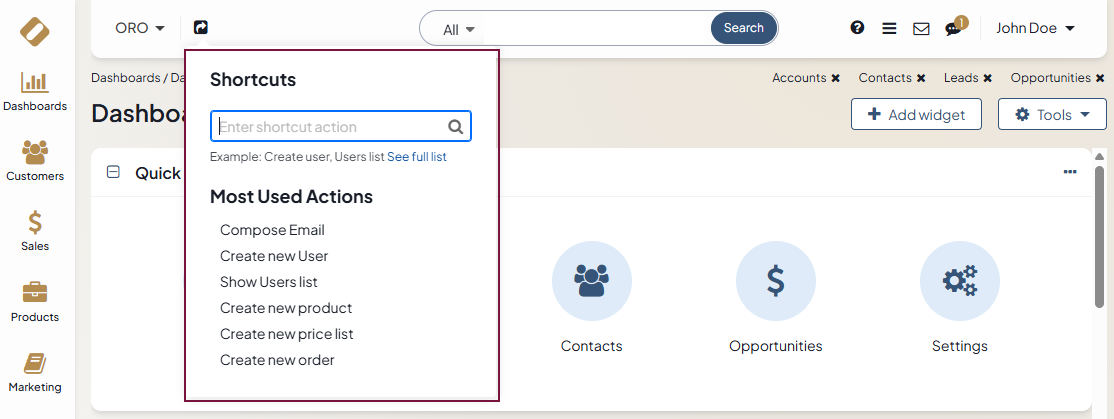 ORO
All
Search
1
John Doe
Dashboards
Customers
Sales
Products
Marketing
Dashboards / Da
Accounts × Contacts × Leads × Opportunities ×
Dashboa
+ Add widget
Tools
Quick
•••
Shortcuts
Enter shortcut action
Example: Create user, Users list See full list
Most Used Actions
Compose Email
Create new User
Show Users list
Create new product
Create new price list
Create new order
Contacts
Opportunities
Settings